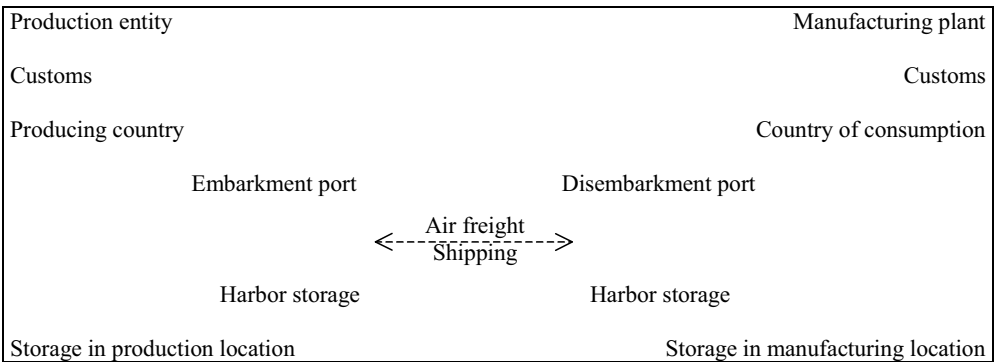 Production entity Manufacturing plant
Customs Customs
Producing country Country of consumption
Embarkment port Disembarkment port
Air freight
Shipping
Harbor storage Harbor storage
Storage in production location Storage in manufacturing location